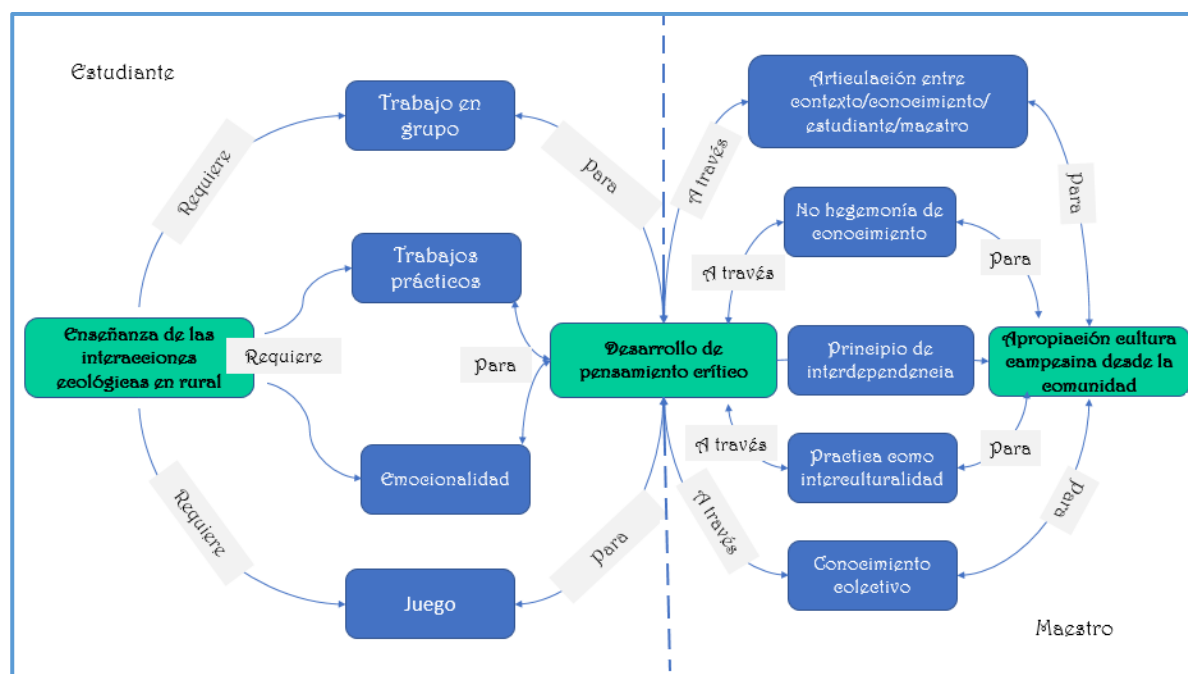 Estudiante
Trabajo en
grupo
Requiere
Para
Trabajos
prácticos
Enseñanza de las
interacciones
ecológicas en rural
Requiere
Para
Emocionalidad
Requiere
Para
Juego
Desarrollo de
pensamiento crítico
Articulación entre
contexto/conocimiento/
estudiante/maestro
A través
Para
No hegemonía de
conocimiento
A través
Para
Principio de
interdependencia
Apropiación cultura
campesina desde la
comunidad
A través
Practica como
interculturalidad
Para
A través
Conocimiento
colectivo
Para
Maestro